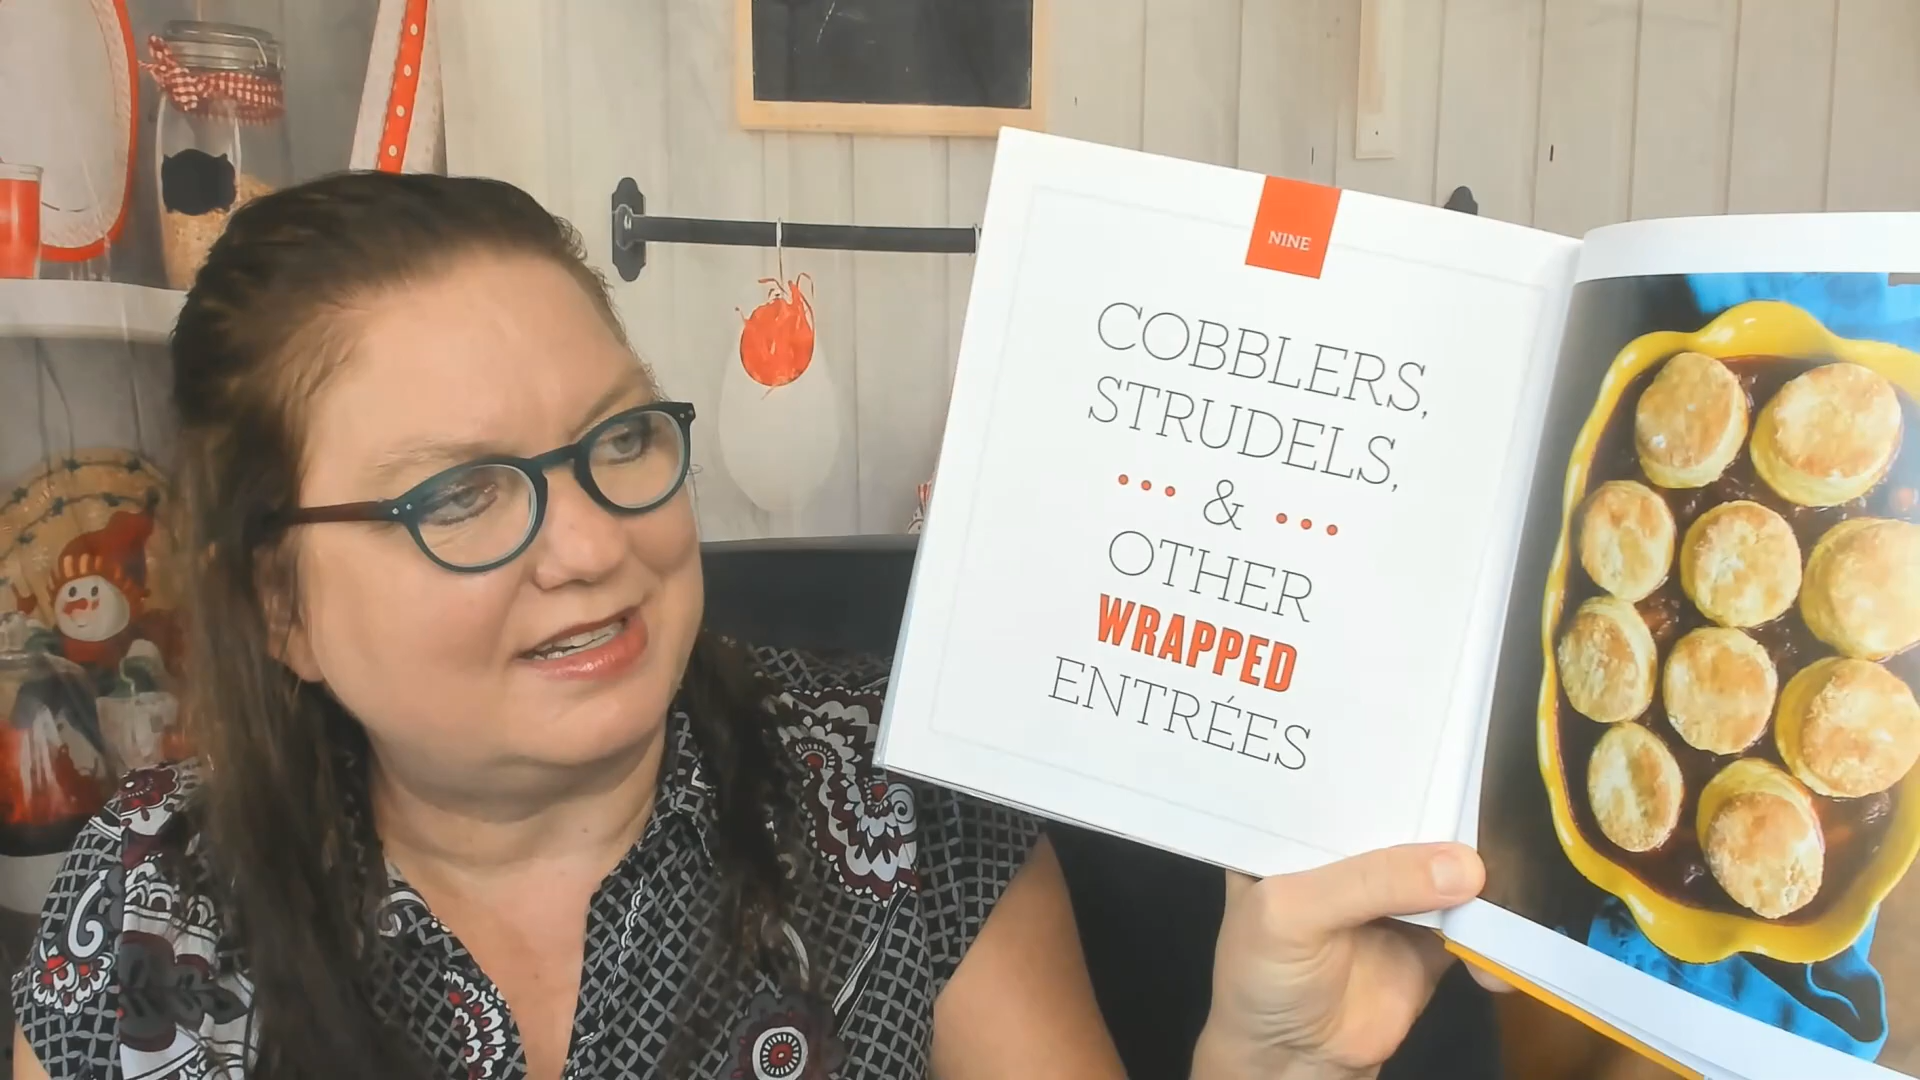 NINE
COBBLERS,
STRUDELS,
&
OTHER
WRAPPED
ENTRÉES